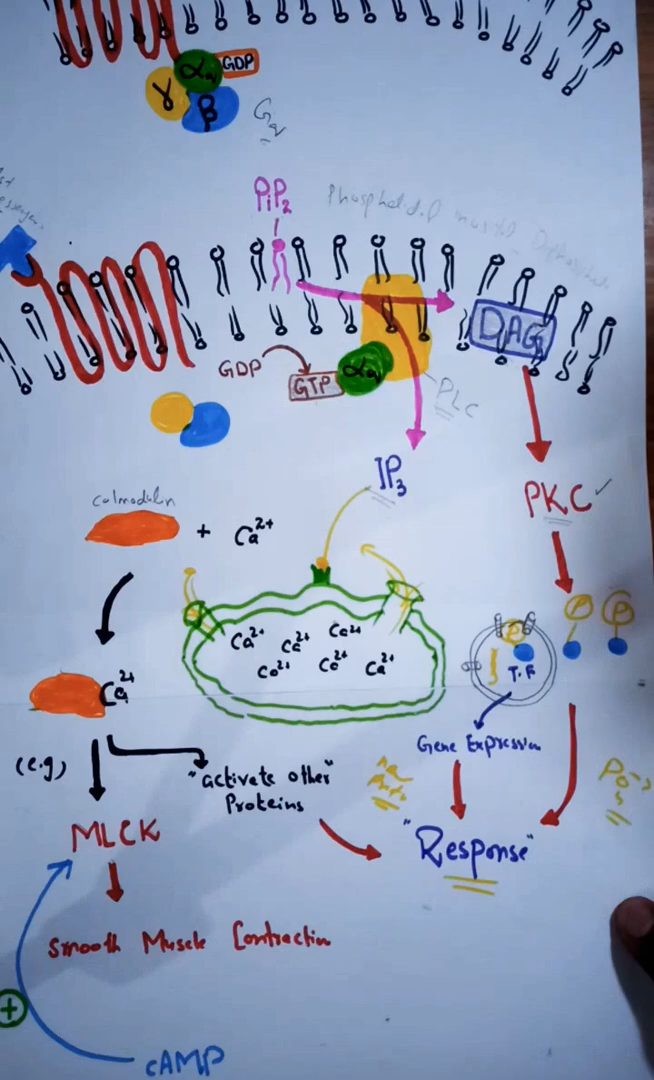 GDP
αq
γ
β
Gq
PiP2
DAG
GDP
GTP
αq
PLC
IP3
PKC
calmodulin
+
Ca2+
P
P
Ca2+
Ca2+
Ca2+
Ca2+
Ca2+
Ca2+
P
T.F
Ca2+
Gene Expression
(e.g)
"activate other"
Proteins
MLCK
"Response"
Smooth Muscle Contraction
+
cAMP